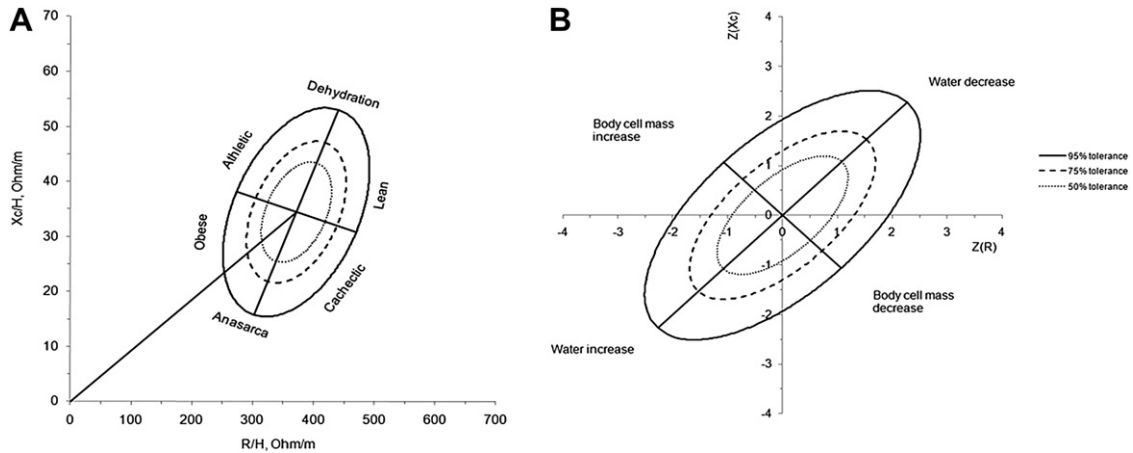 A
70
60
50
40
30
20
10
0
Xc/H, Ohm/m
0 100 200 300 400 500 600 700
R/H, Ohm/m
Dehydration
Athletic
Lean
Obese
Cachectic
Anasarca
B
Z(Xc)
4
3
2
1
0
-1
-2
-3
-4
-4 -3 -2 -1 0 1 2 3 4
Z(R)
Water decrease
Body cell mass
increase
Body cell mass
decrease
Water increase
95% tolerance
75% tolerance
50% tolerance